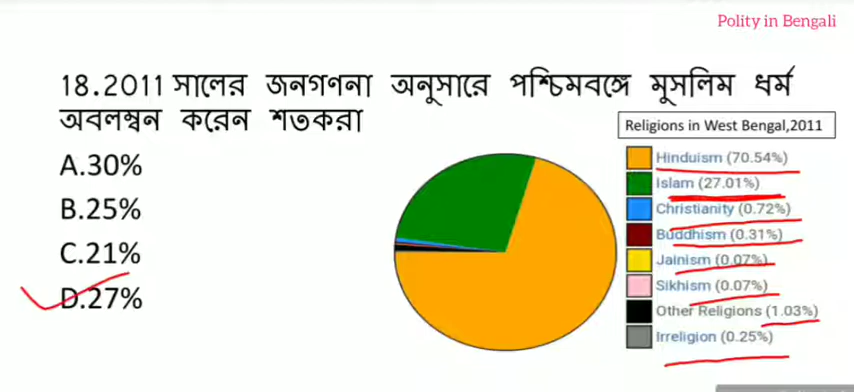 Polity in Bengali
18.2011 সালের জনগণনা অনুসারে পশ্চিমবঙ্গে মুসলিম ধর্ম
অবলম্বন করেন শতকরা
A.30%
B.25%
C.21%
D.27%
Religions in West Bengal,2011
Hinduism (70.54%)
Islam (27.01%)
Christianity (0.72%)
Buddhism (0.31%)
Jainism (0.07%)
Sikhism (0.07%)
Other Religions (1.03%)
Irreligion (0.25%)